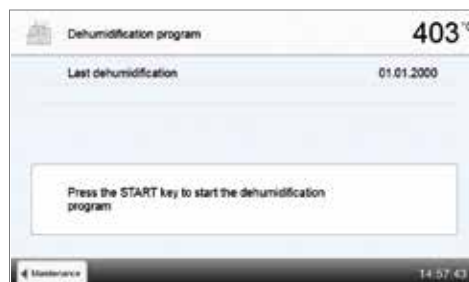 Dehumidification program
403 °C
Last dehumidification 01.01.2000
Press the START key to start the dehumidification
program
Maintenance 14:57:43